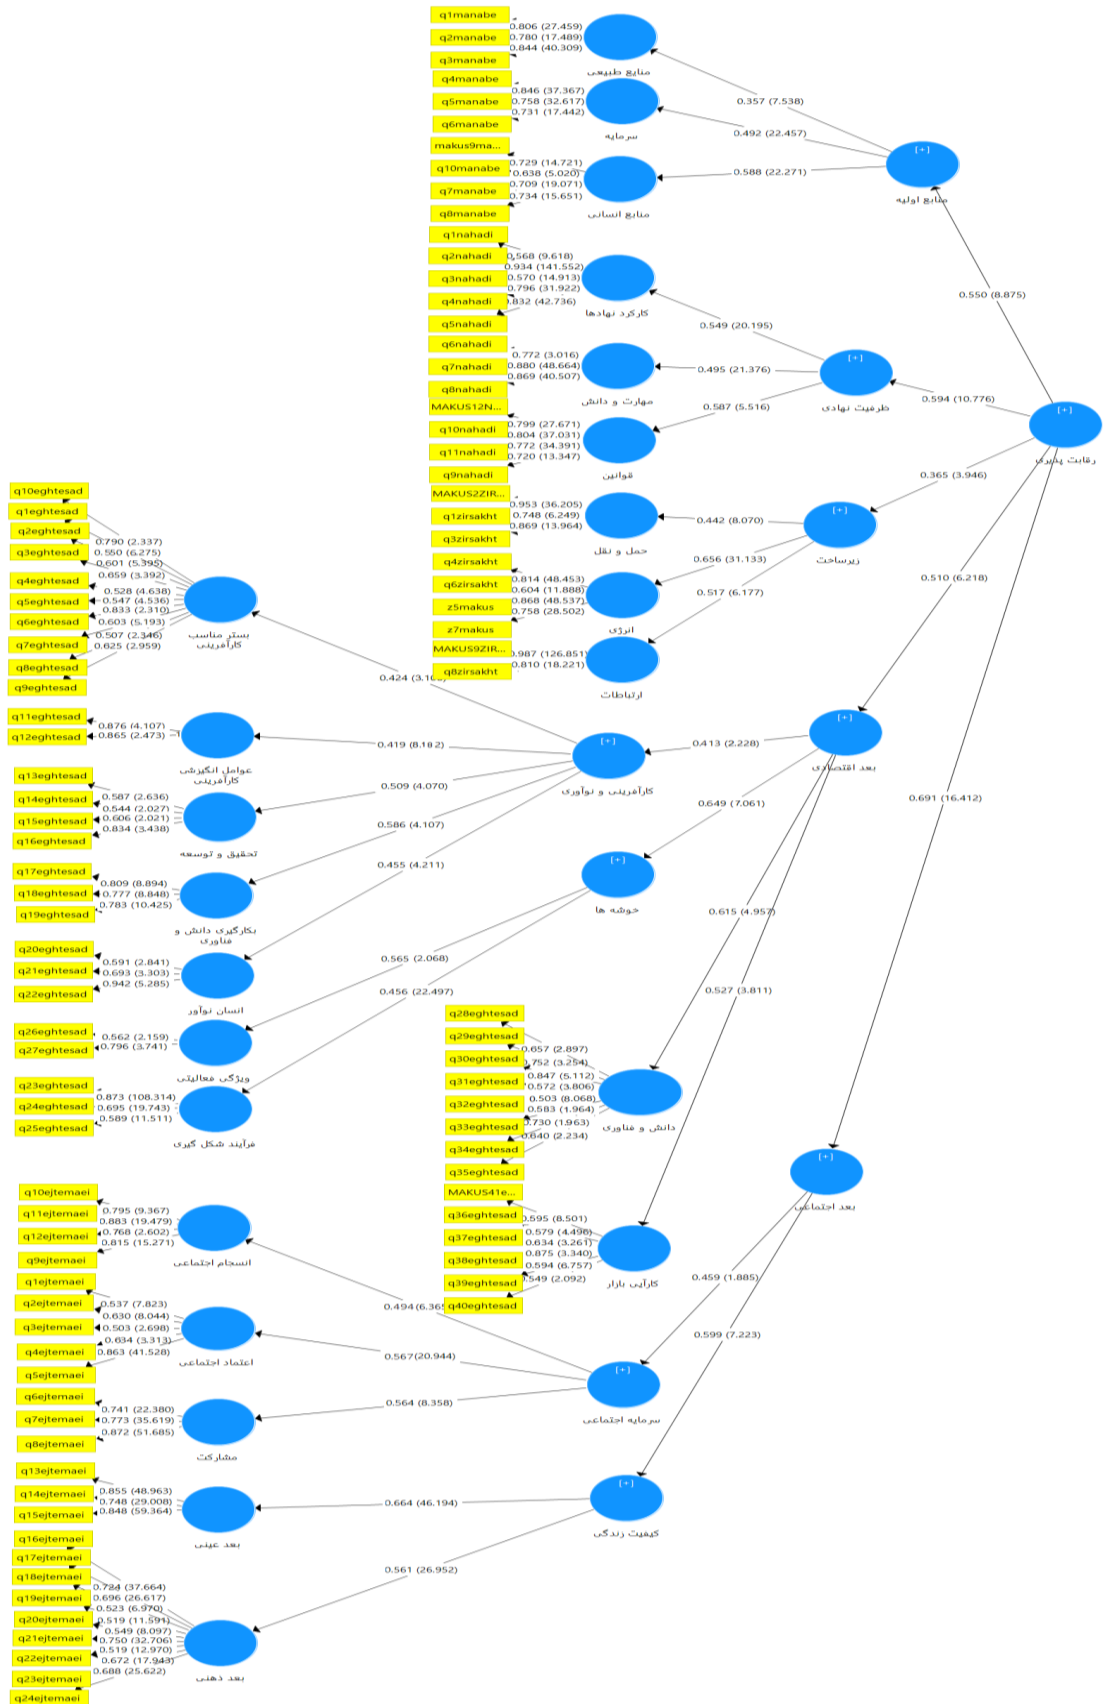 q1manabe
q2manabe
q3manabe
0.806 (27.459)
0.780 (17.489)
0.844 (40.309)
منابع طبیعی
q4manabe
q5manabe
q6manabe
0.846 (37.367)
0.758 (32.617)
0.731 (17.442)
سرمایه
makus9ma...
q10manabe
q7manabe
q8manabe
0.729 (14.721)
0.638 (5.020)
0.709 (19.071)
0.734 (15.651)
منابع انسانی
0.357 (7.538)
0.492 (22.457)
0.588 (22.271)
[+]
منابع اولیه
q1nahadi
q2nahadi
q3nahadi
q4nahadi
q5nahadi
0.568 (9.618)
0.934 (141.552)
0.570 (14.913)
0.796 (31.922)
0.832 (42.736)
کارکرد نهادها
q6nahadi
q7nahadi
q8nahadi
0.772 (3.016)
0.880 (48.664)
0.869 (40.507)
مهارت و دانش
MAKUS12N...
q10nahadi
q11nahadi
q9nahadi
0.799 (27.671)
0.804 (37.031)
0.772 (34.391)
0.720 (13.347)
قوانین
0.549 (20.195)
0.495 (21.376)
0.587 (5.516)
[+]
ظرفیت نهادی
0.550 (8.875)
0.594 (10.776)
0.365 (3.946)
0.510 (6.218)
0.691 (16.412)
[+]
رقابت پذیری
MAKUS2ZIR...
q1zirsakht
q3zirsakht
0.953 (36.205)
0.748 (6.249)
0.869 (13.964)
حمل و نقل
q4zirsakht
q6zirsakht
z5makus
z7makus
0.814 (48.453)
0.604 (11.888)
0.868 (48.537)
0.758 (28.502)
انرژی
MAKUS9ZIR...
q8zirsakht
0.987 (126.851)
0.810 (18.221)
ارتباطات
0.442 (8.070)
0.656 (31.133)
0.517 (6.177)
[+]
زیرساخت
q10eghtesad
q1eghtesad
q2eghtesad
q3eghtesad
q4eghtesad
q5eghtesad
q6eghtesad
q7eghtesad
q8eghtesad
q9eghtesad
0.790 (2.337)
0.550 (6.275)
0.601 (5.395)
0.659 (3.392)
0.528 (4.638)
0.547 (4.536)
0.833 (2.310)
0.603 (5.193)
0.507 (2.346)
0.625 (2.959)
بستر مناسب
کارآفرینی
q11eghtesad
q12eghtesad
0.876 (4.107)
0.865 (2.473)
عوامل انگیزشی
کارآفرینی
q13eghtesad
q14eghtesad
q15eghtesad
q16eghtesad
0.587 (2.636)
0.544 (2.027)
0.606 (2.021)
0.834 (3.438)
تحقیق و توسعه
q17eghtesad
q18eghtesad
q19eghtesad
0.809 (8.894)
0.777 (8.848)
0.783 (10.425)
بکارگیری دانش و
فناوری
q20eghtesad
q21eghtesad
q22eghtesad
0.591 (2.841)
0.693 (3.303)
0.942 (5.285)
انسان نوآور
0.424
0.419 (8.182)
0.509 (4.070)
0.586 (4.107)
0.455 (4.211)
[+]
کارآفرینی و نوآوری
0.413 (2.228)
0.649 (7.061)
0.615 (4.957)
0.527 (3.811)
[+]
بعد اقتصادی
q26eghtesad
q27eghtesad
0.562 (2.159)
0.796 (3.741)
ویژگی فعالیتی
q23eghtesad
q24eghtesad
q25eghtesad
0.873 (108.314)
0.695 (19.743)
0.589 (11.511)
فرآیند شکل گیری
0.565 (2.068)
0.456 (22.497)
[+]
خوشه ها
q28eghtesad
q29eghtesad
q30eghtesad
q31eghtesad
q32eghtesad
q33eghtesad
q34eghtesad
q35eghtesad
0.657 (2.897)
0.752 (3.254)
0.847 (5.112)
0.572 (3.806)
0.503 (8.068)
0.583 (1.964)
0.730 (1.963)
0.640 (2.234)
دانش و فناوری
MAKUS41e...
q36eghtesad
q37eghtesad
q38eghtesad
q39eghtesad
q40eghtesad
0.595 (8.501)
0.579 (4.496)
0.634 (3.261)
0.875 (3.340)
0.594 (6.757)
0.549 (2.092)
کارآیی بازار
q10ejtemaei
q11ejtemaei
q12ejtemaei
q9ejtemaei
0.795 (9.367)
0.883 (19.479)
0.768 (2.602)
0.815 (15.271)
انسجام اجتماعی
q1ejtemaei
q2ejtemaei
q3ejtemaei
q4ejtemaei
q5ejtemaei
0.537 (7.823)
0.630 (8.044)
0.503 (2.698)
0.634 (3.313)
0.863 (41.528)
اعتماد اجتماعی
q6ejtemaei
q7ejtemaei
q8ejtemaei
0.741 (22.380)
0.773 (35.619)
0.872 (51.685)
مشارکت
0.494 (6.365
0.567 (20.944)
0.564 (8.358)
[+]
سرمایه اجتماعی
0.459 (1.885)
0.599 (7.223)
[+]
بعد اجتماعی
q13ejtemaei
q14ejtemaei
q15ejtemaei
0.855 (48.963)
0.748 (29.008)
0.848 (59.364)
بعد عینی
q16ejtemaei
q17ejtemaei
q18ejtemaei
q19ejtemaei
q20ejtemaei
q21ejtemaei
q22ejtemaei
q23ejtemaei
q24ejtemaei
0.724 (37.664)
0.696 (26.617)
0.523 (6.970)
0.519 (11.591)
0.549 (8.097)
0.750 (32.706)
0.519 (12.970)
0.672 (17.943)
0.688 (25.622)
بعد ذهنی
0.664 (46.194)
0.561 (26.952)
[+]
کیفیت زندگی